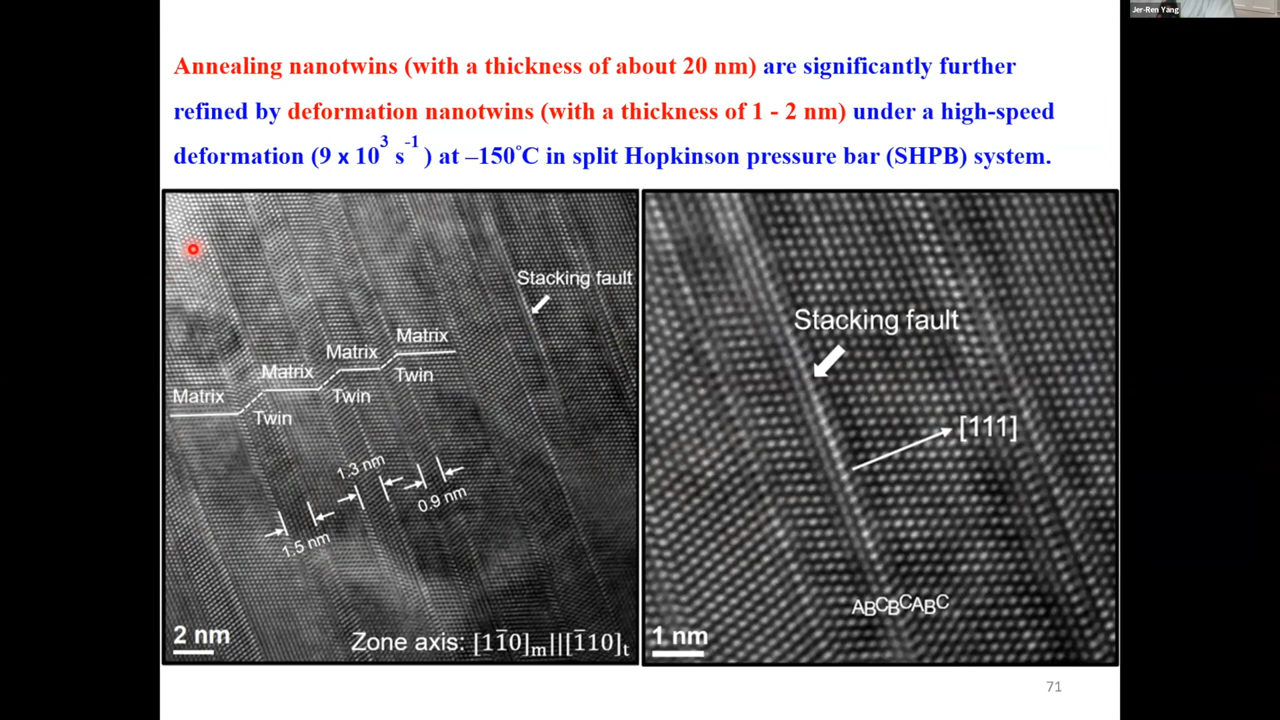 Jer-Ren Yang
Annealing nanotwins (with a thickness of about 20 nm) are significantly further
refined by deformation nanotwins (with a thickness of 1 - 2 nm) under a high-speed
deformation (9 x 10³ s⁻¹ ) at –150°C in split Hopkinson pressure bar (SHPB) system.
Stacking fault
Matrix
Matrix
Matrix
Twin
Matrix
Twin
Twin
1.3 nm
0.9 nm
1.5 nm
2 nm
Zone axis: [11̄0]m||[1̄10]t
Stacking fault
[111]
ABCBCABC
1 nm
71